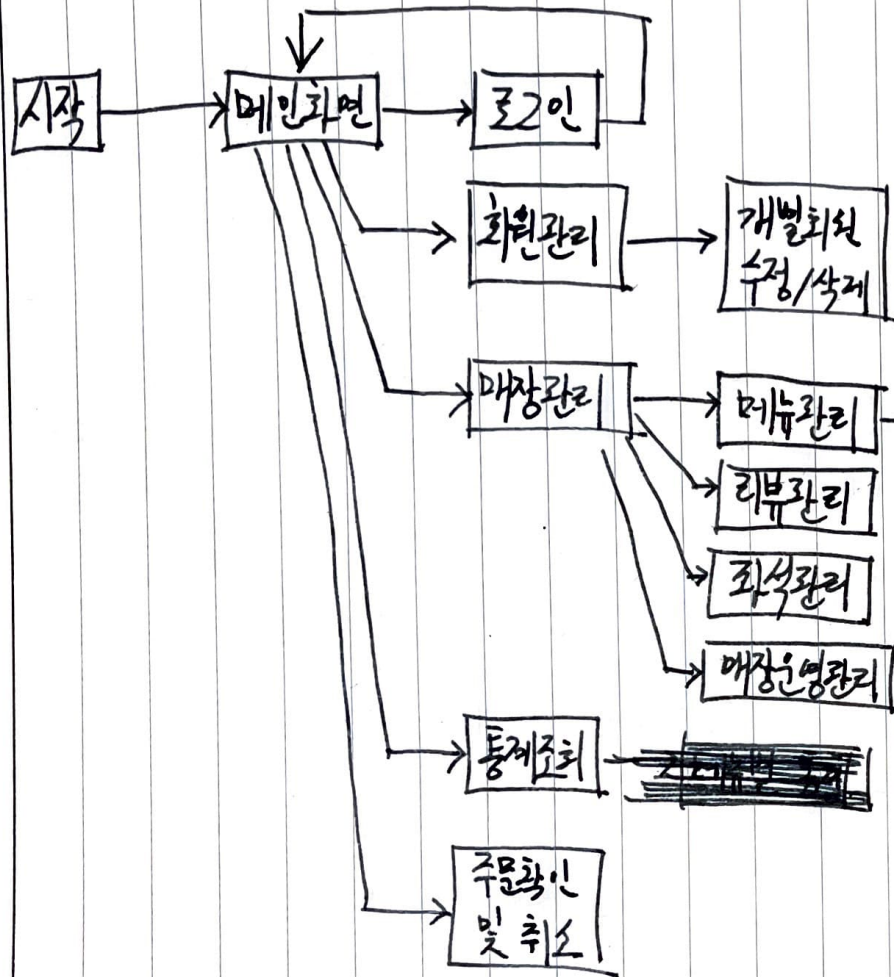 시작
메인화면
로그인
회원관리
개별회원
수정/삭제
매장관리
메뉴관리
리뷰관리
좌석관리
매장운영관리
통계조회
주문확인
및 취소